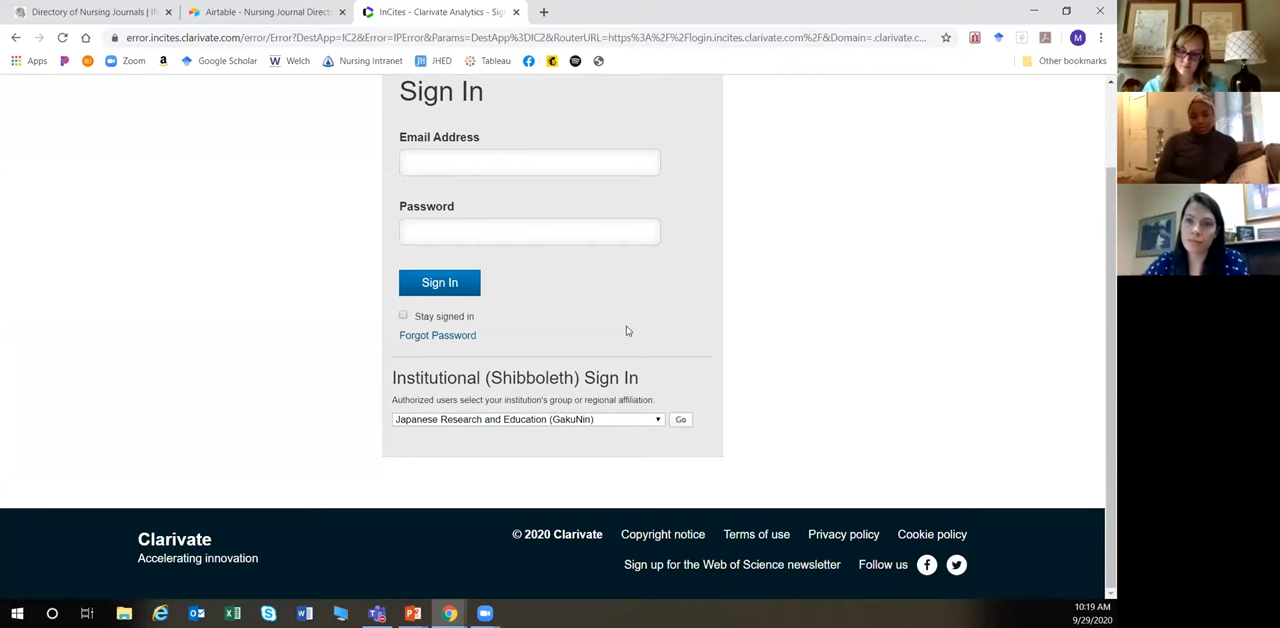 Directory of Nursing Journals | I
Airtable - Nursing Journal Direct
InCites - Clarivate Analytics - Sig
error.incites.clarivate.com/error/Error?DestApp=IC2&Error=IPError&Params=DestApp%3DIC2&RouterURL=https%3A%2F%2Flogin.incites.clarivate.com%2F&Domain=.clarivate.c...
Apps
Zoom
Google Scholar
Welch
Nursing Intranet
JHED
Tableau
Other bookmarks
Sign In
Email Address
Password
Sign In
Stay signed in
Forgot Password
Institutional (Shibboleth) Sign In
Authorized users select your institution's group or regional affiliation:
Japanese Research and Education (GakuNin)
Go
Clarivate
Accelerating innovation
© 2020 Clarivate
Copyright notice
Terms of use
Privacy policy
Cookie policy
Sign up for the Web of Science newsletter
Follow us
10:19 AM
9/29/2020